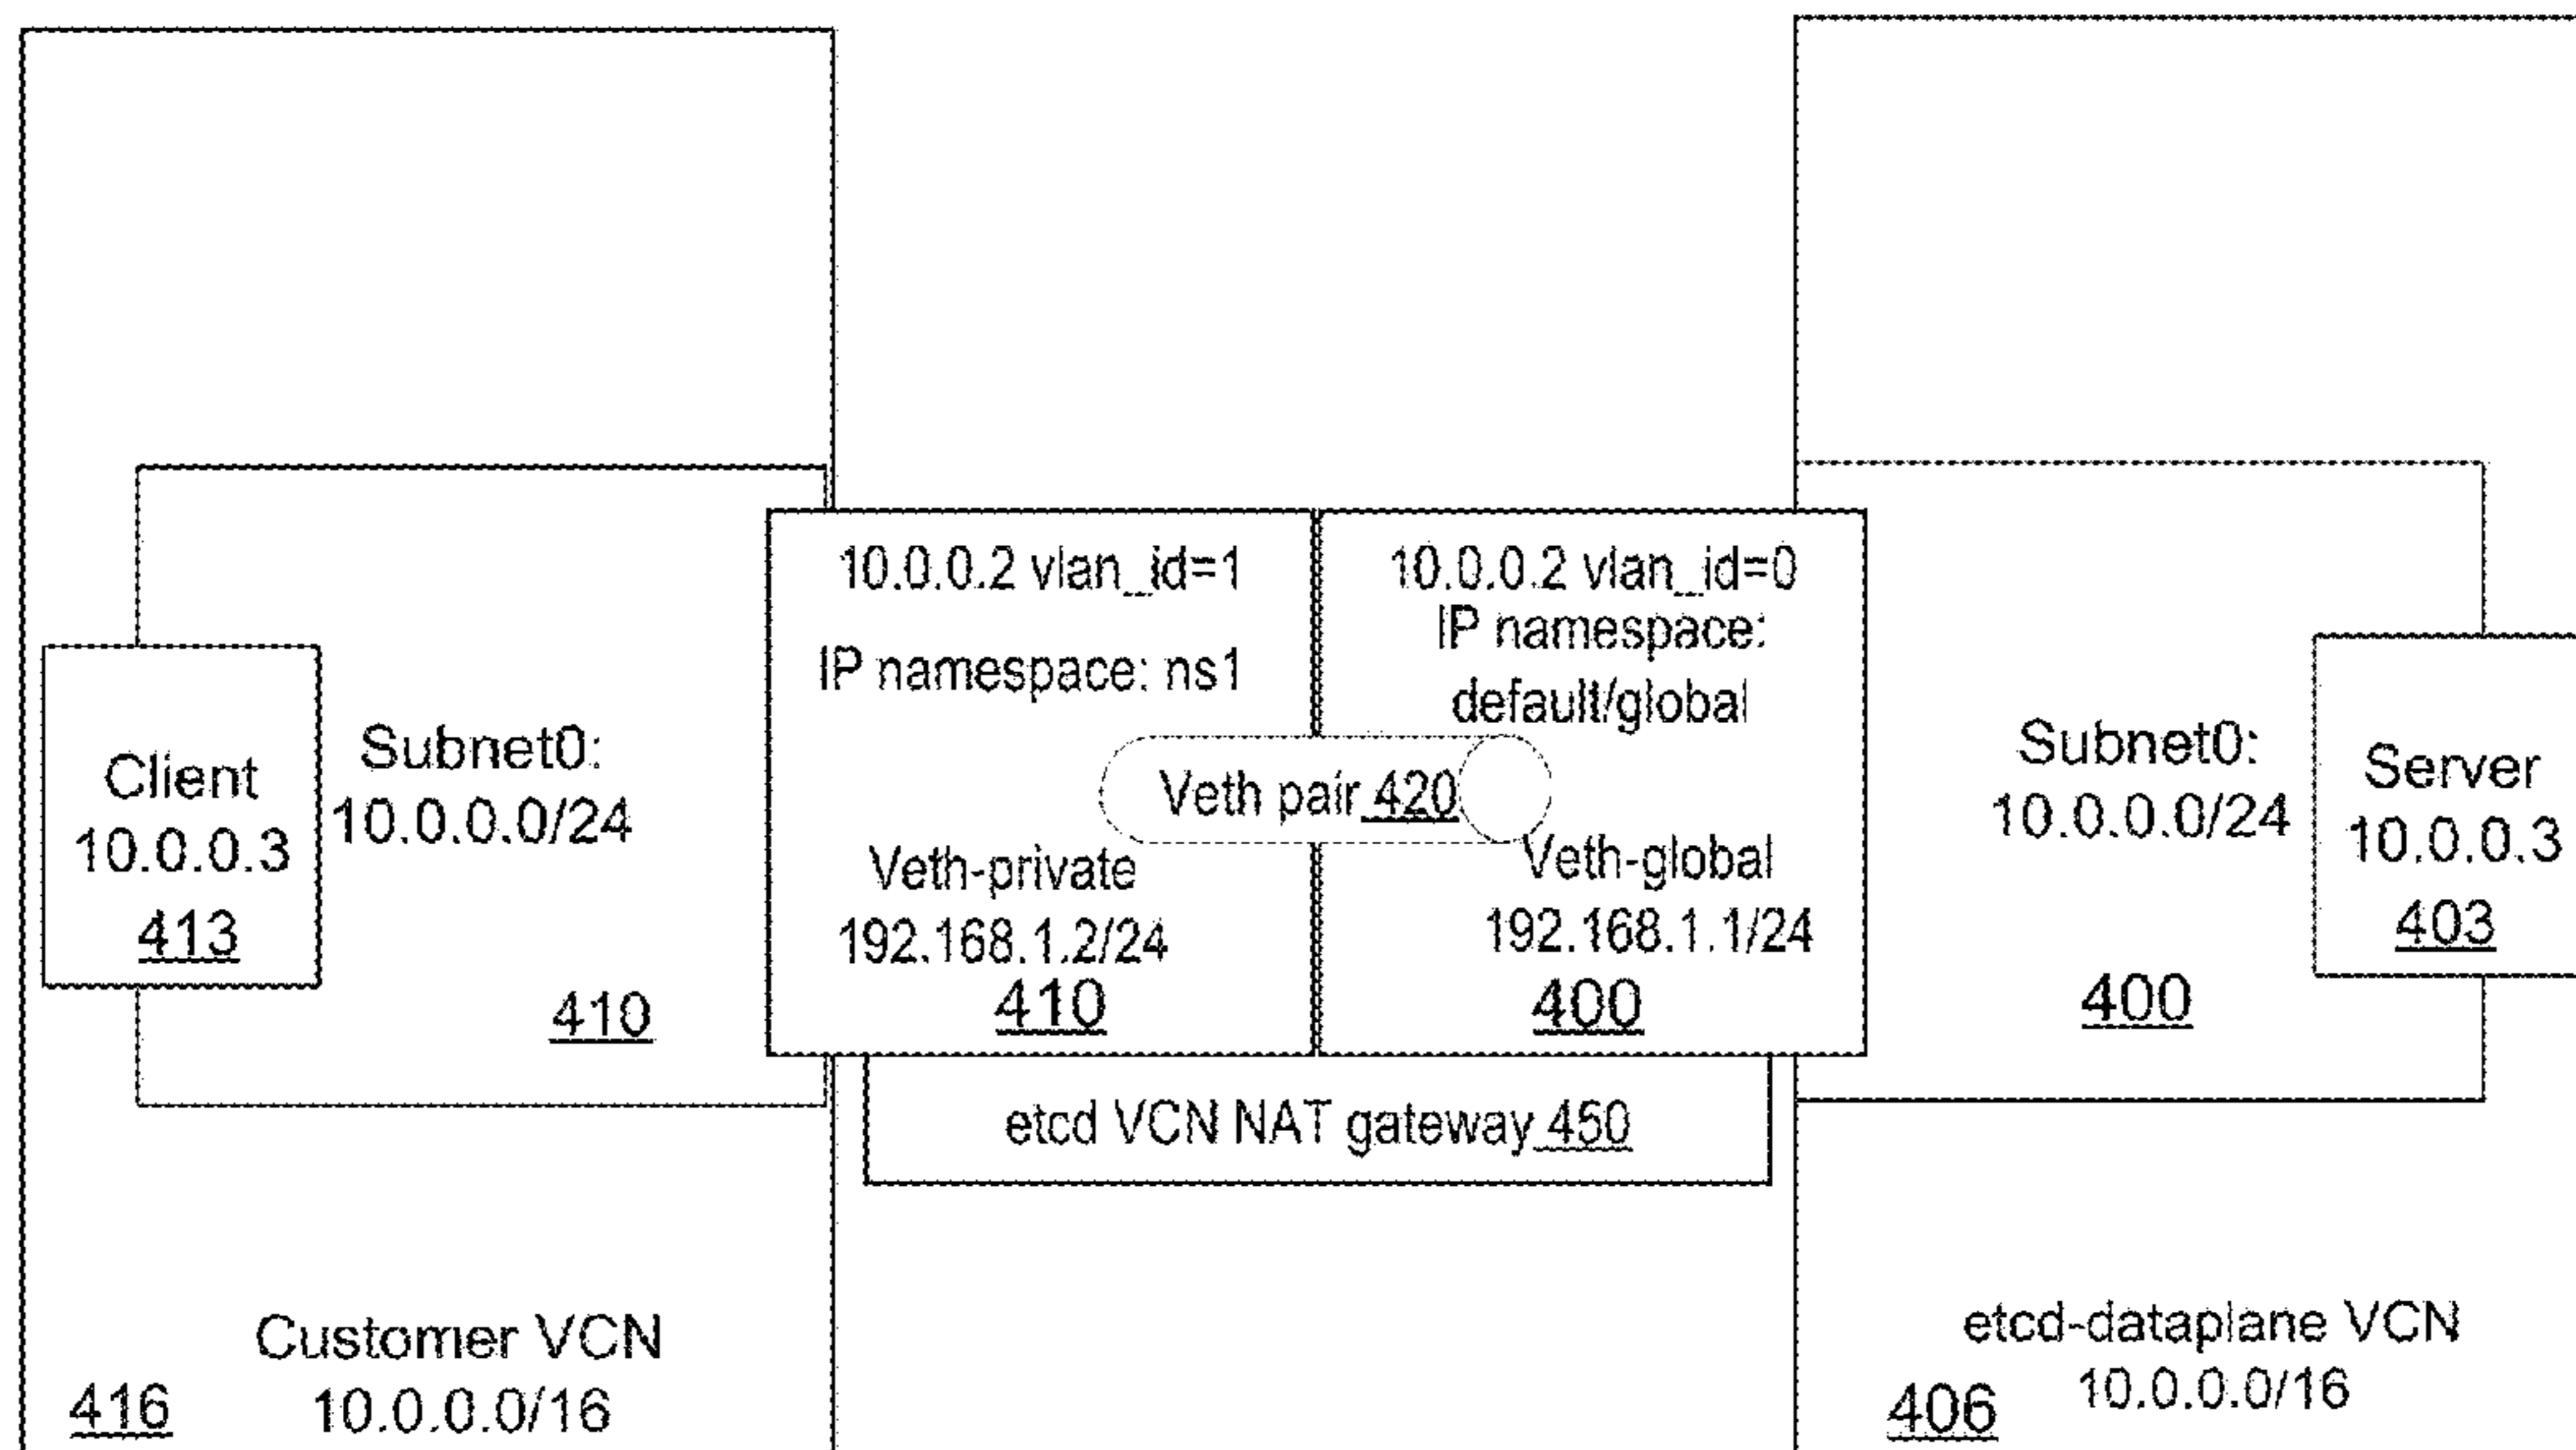 Client
10.0.0.3
413
Subnet0:
10.0.0.0/24
410
10.0.0.2 vlan_id=1
IP namespace: ns1
Veth-private
192.168.1.2/24
410
10.0.0.2 vlan_id=0
IP namespace:
default/global
Veth pair 420
Veth-global
192.168.1.1/24
400
Subnet0:
10.0.0.0/24
400
Server
10.0.0.3
403
etcd VCN NAT gateway 450
Customer VCN
10.0.0.0/16
416
etcd-dataplane VCN
10.0.0.0/16
406